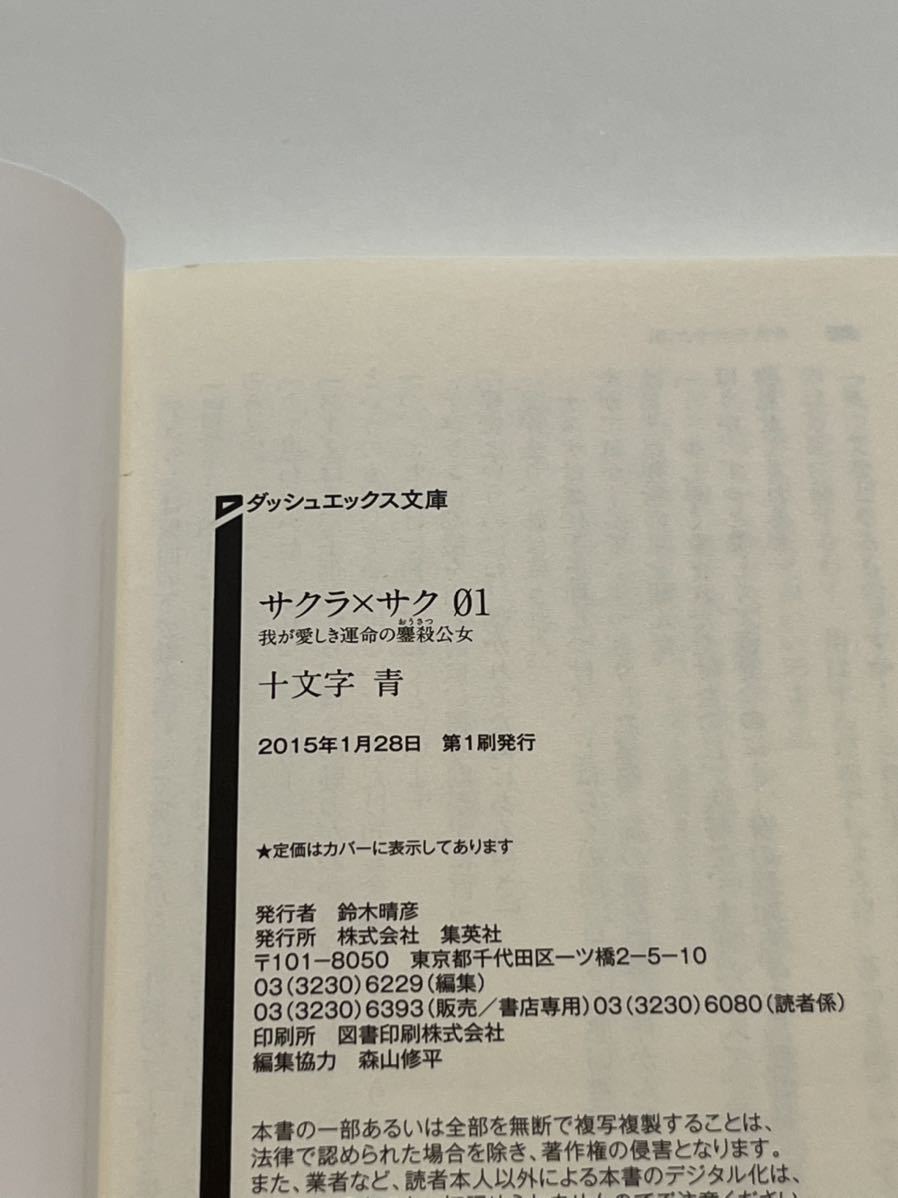 ダッシュエックス文庫
サクラ×サク 01
我が愛しき運命の鏖殺公女
おうさつ
十文字 青
2015年1月28日 第1刷発行
★定価はカバーに表示してあります
発行者 鈴木晴彦
発行所 株式会社 集英社
〒101-8050 東京都千代田区一ツ橋2-5-10
03(3230)6229(編集)
03(3230)6393(販売／書店専用)03(3230)6080(読者係)
印刷所 図書印刷株式会社
編集協力 森山修平
本書の一部あるいは全部を無断で複写複製することは、
法律で認められた場合を除き、著作権の侵害となります。
また、業者など、読者本人以外による本書のデジタル化は、